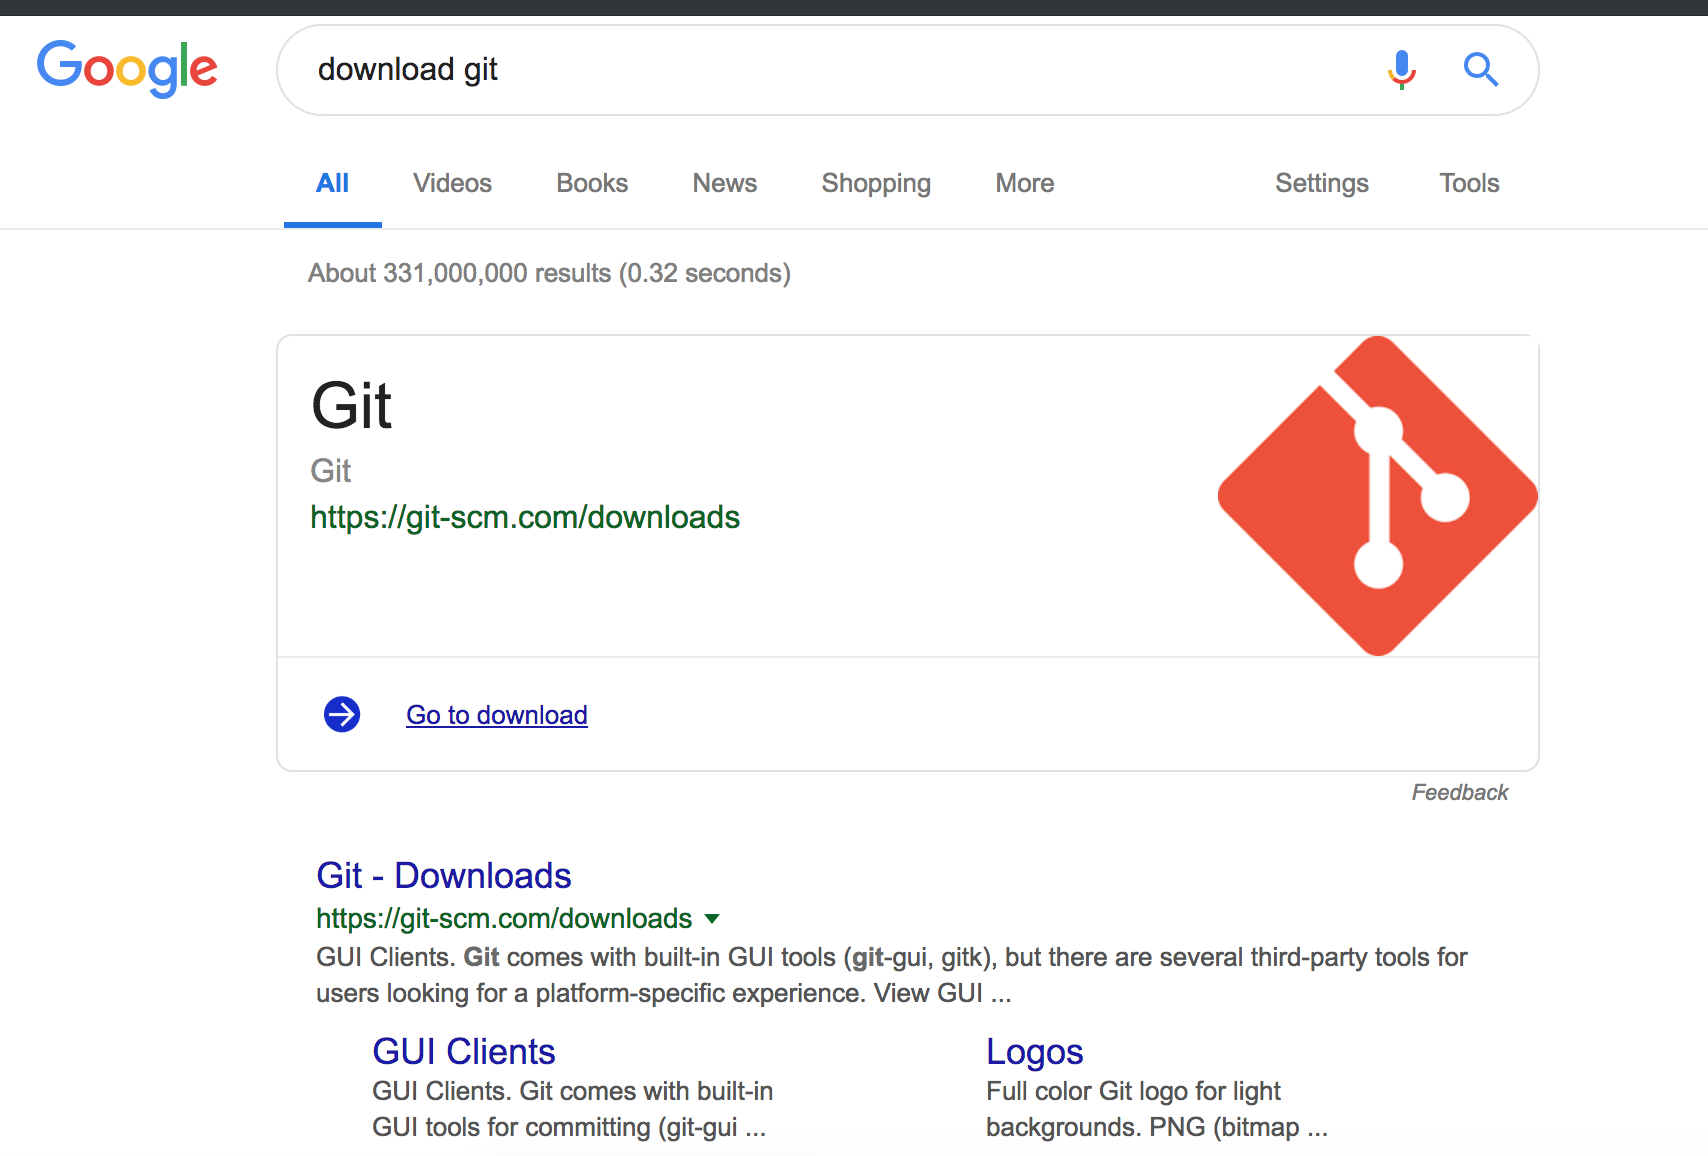 Google
download git
All Videos Books News Shopping More Settings Tools
About 331,000,000 results (0.32 seconds)
Git
Git
https://git-scm.com/downloads
Go to download
Feedback
Git - Downloads
https://git-scm.com/downloads
GUI Clients. Git comes with built-in GUI tools (git-gui, gitk), but there are several third-party tools for
users looking for a platform-specific experience. View GUI ...
GUI Clients
GUI Clients. Git comes with built-in
GUI tools for committing (git-gui ...
Logos
Full color Git logo for light
backgrounds. PNG (bitmap ...